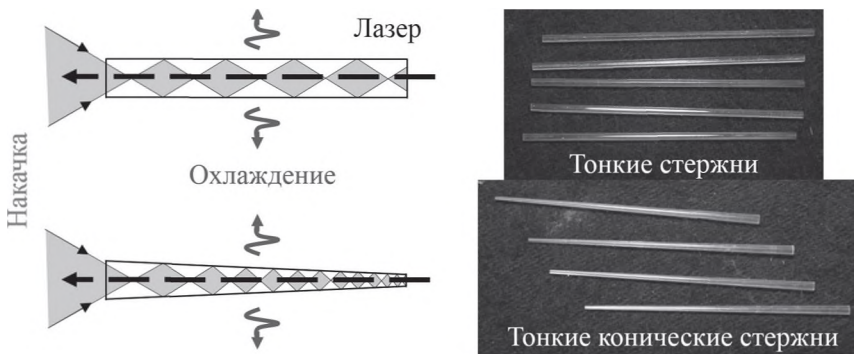 Лазер
Накачка
Охлаждение
Тонкие стержни
Тонкие конические стержни